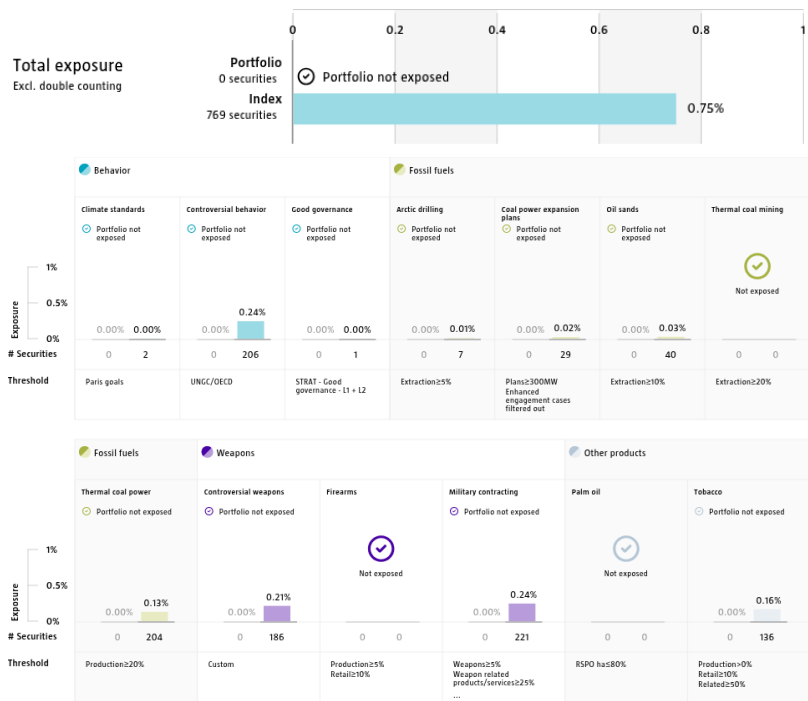 0 0.2 0.4 0.6 0.8 1
Total exposure
Excl. double counting
Portfolio
0 securities
Portfolio not exposed
Index
769 securities
0.75%
Behavior Fossil fuels
Climate standards Controversial behavior Good governance Arctic drilling Coal power expansion Oil sands Thermal coal mining
plans
Portfolio not Portfolio not Portfolio not Portfolio not Portfolio not Portfolio not
exposed exposed exposed exposed exposed exposed
Not exposed
Exposure
1%
0.5%
0%
0.00% 0.00% 0.00% 0.24% 0.00% 0.00% 0.00% 0.01% 0.00% 0.02% 0.00% 0.03%
# Securities 0 2 0 206 0 1 0 7 0 29 0 40 0 0
Threshold Paris goals UNGC/OECD STRAT - Good Extraction≥5% Plans≥300MW Extraction≥10% Extraction≥20%
governance - L1 + L2 Enhanced
engagement cases
filtered out
Fossil fuels Weapons Other products
Thermal coal power Controversial weapons Firearms Military contracting Palm oil Tobacco
Portfolio not exposed Portfolio not exposed Portfolio not exposed Portfolio not exposed
Not exposed Not exposed
Exposure
1%
0.5%
0%
0.00% 0.13% 0.00% 0.21% 0.00% 0.24% 0.00% 0.16%
# Securities 0 204 0 186 0 0 0 221 0 0 0 136
Threshold Production≥20% Custom Production≥5% Weapons≥5% RSPO ha≤80% Production>0%
Retail≥10% Weapon related Retail≥10%
products/services≥25% Related≥50%
...